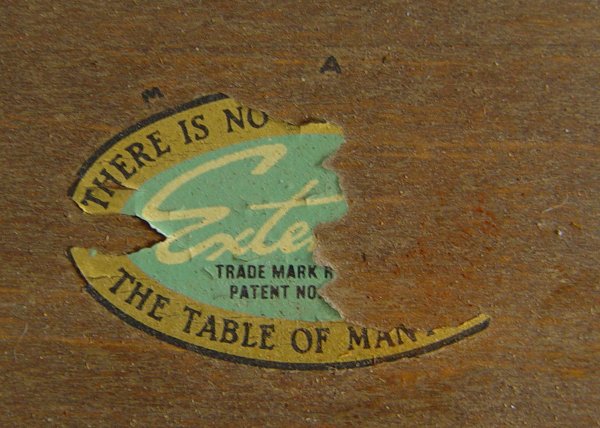 M A
THERE IS NO
Exte
TRADE MARK R
PATENT NO.
THE TABLE OF MAN